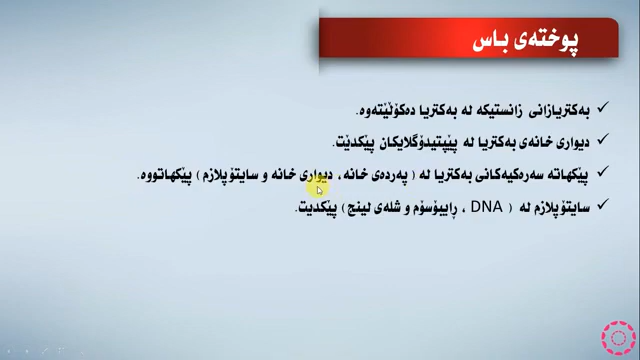 پوختەی باس
بەکتریازانی زانستیکە لە بەکتریا دەکۆڵێتەوە.
دیواری خانەی بەکتریا لە پێپتیدۆگلایکان پێکدێت.
پێکهاتە سەرەکیەکانی بەکتریا لە ( پەردەی خانە، دیواری خانە و سایتۆپلازم ) پێکهاتووە.
سایتۆپلازم لە ( DNA ، ڕایبۆسۆم و شلەی لینج ) پێکدیت.